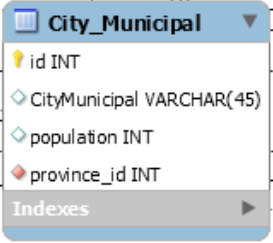 City_Municipal
id INT
CityMunicipal VARCHAR(45)
population INT
province_id INT
Indexes